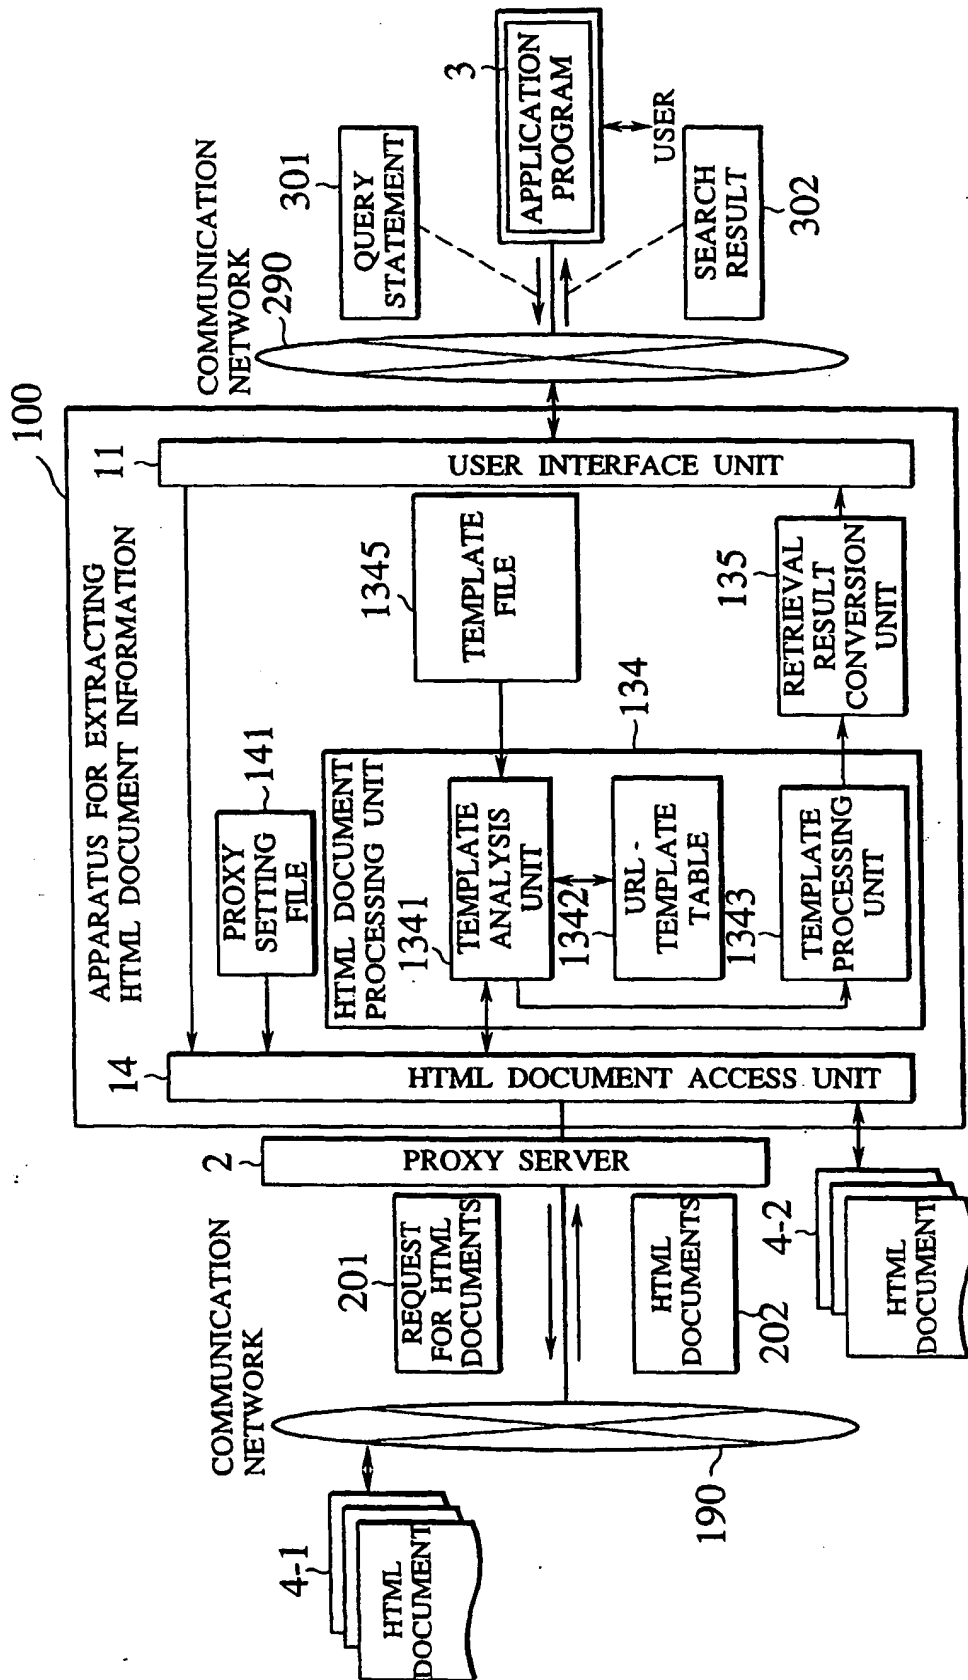 100
APPARATUS FOR EXTRACTING
HTML DOCUMENT INFORMATION
COMMUNICATION
NETWORK
190
4-1
HTML
DOCUMENT
201
REQUEST
FOR HTML
DOCUMENTS
HTML
DOCUMENTS
202
2
PROXY SERVER
4-2
HTML
DOCUMENT
14
HTML DOCUMENT ACCESS UNIT
PROXY
SETTING
FILE
141
HTML DOCUMENT
PROCESSING UNIT
134
1341
TEMPLATE
ANALYSIS
UNIT
1342
URL -
TEMPLATE
TABLE
1343
TEMPLATE
PROCESSING
UNIT
1345
TEMPLATE
FILE
135
RETRIEVAL
RESULT
CONVERSION
UNIT
11
USER INTERFACE UNIT
COMMUNICATION
NETWORK
290
301
QUERY
STATEMENT
SEARCH
RESULT
302
3
APPLICATION
PROGRAM
USER